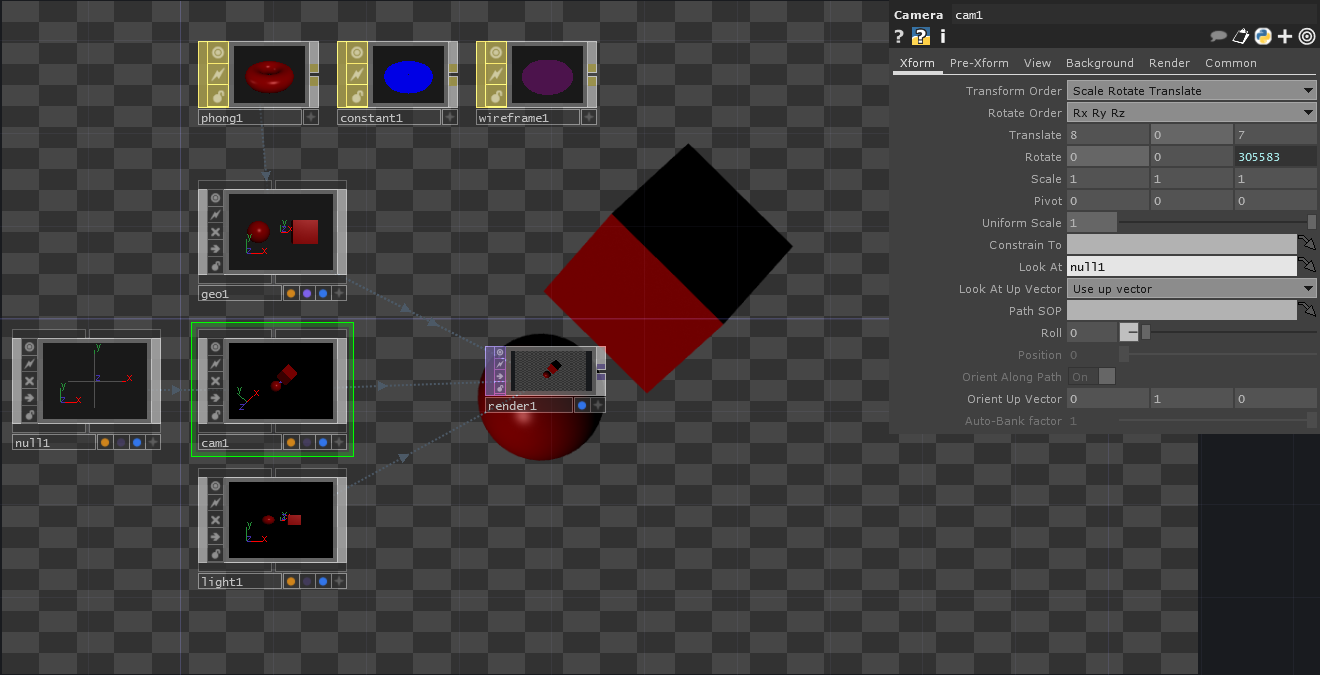 Camera cam1
? ? i
Xform Pre-Xform View Background Render Common
Transform Order Scale Rotate Translate
Rotate Order Rx Ry Rz
Translate 8 0 7
Rotate 0 0 305583
Scale 1 1 1
Pivot 0 0 0
Uniform Scale 1
Constrain To
Look At null1
Look At Up Vector Use up vector
Path SOP
Roll 0
Position 0
Orient Along Path On
Orient Up Vector 0 1 0
Auto-Bank factor 1
phong1 constant1 wireframe1
geo1
render1
null1 cam1
light1